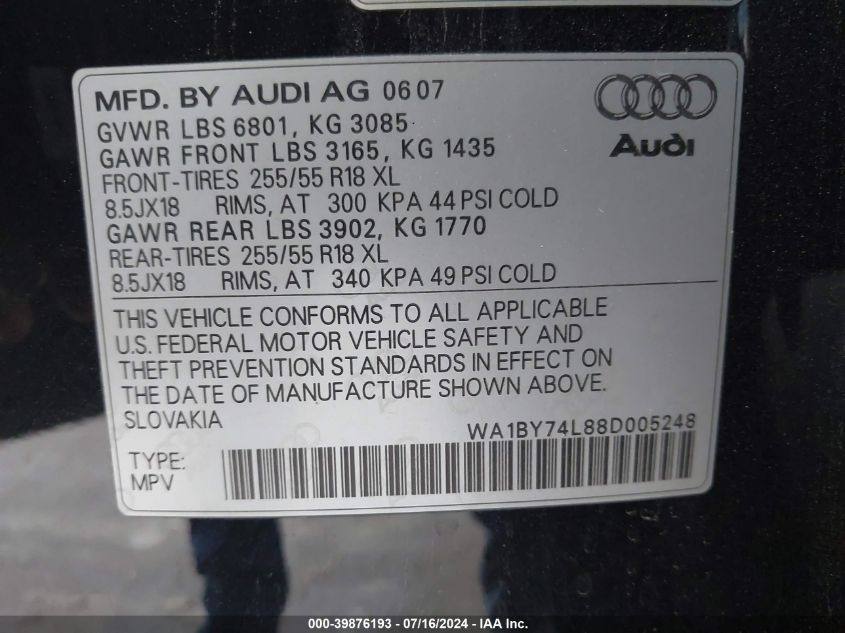 MFD. BY AUDI AG 0607
GVWR LBS 6801, KG 3085
GAWR FRONT LBS 3165, KG 1435
FRONT-TIRES 255/55 R18 XL
8.5JX18 RIMS, AT 300 KPA 44 PSI COLD
GAWR REAR LBS 3902, KG 1770
REAR-TIRES 255/55 R18 XL
8.5JX18 RIMS, AT 340 KPA 49 PSI COLD
Audi
THIS VEHICLE CONFORMS TO ALL APPLICABLE
U.S. FEDERAL MOTOR VEHICLE SAFETY AND
THEFT PREVENTION STANDARDS IN EFFECT ON
THE DATE OF MANUFACTURE SHOWN ABOVE.
SLOVAKIA
WA1BY74L88D005248
TYPE:
MPV
000-39876193 - 07/16/2024 - IAA Inc.